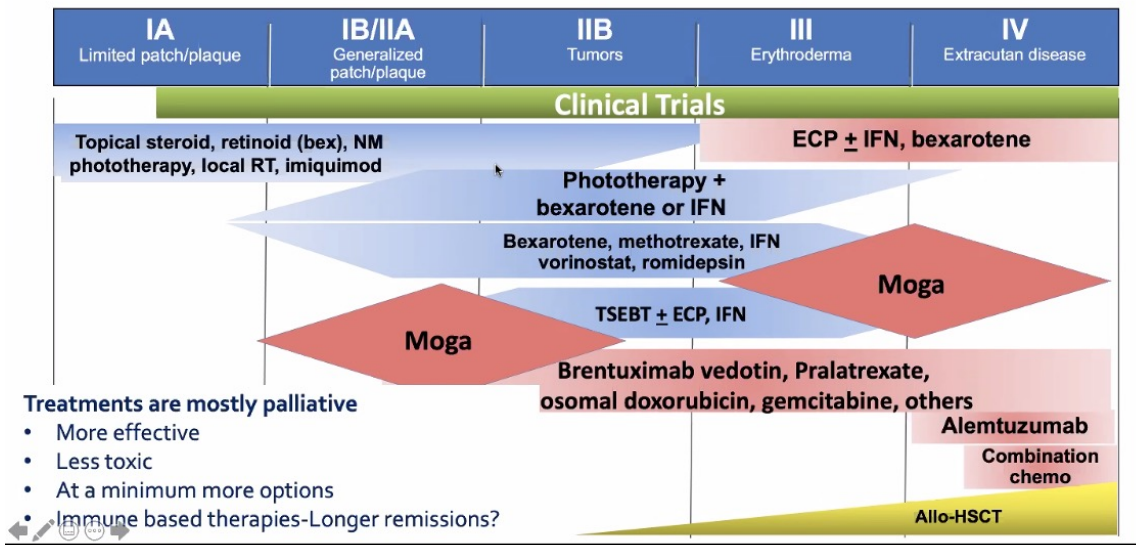 IA
Limited patch/plaque
IB/IIA
Generalized
patch/plaque
IIB
Tumors
III
Erythroderma
IV
Extracutan disease
Clinical Trials
Topical steroid, retinoid (bex), NM
phototherapy, local RT, imiquimod
ECP ± IFN, bexarotene
Phototherapy +
bexarotene or IFN
Bexarotene, methotrexate, IFN
vorinostat, romidepsin
Moga
TSEBT ± ECP, IFN
Moga
Brentuximab vedotin, Pralatrexate,
osomal doxorubicin, gemcitabine, others
Alemtuzumab
Combination
chemo
Allo-HSCT
Treatments are mostly palliative
• More effective
• Less toxic
• At a minimum more options
• Immune based therapies-Longer remissions?